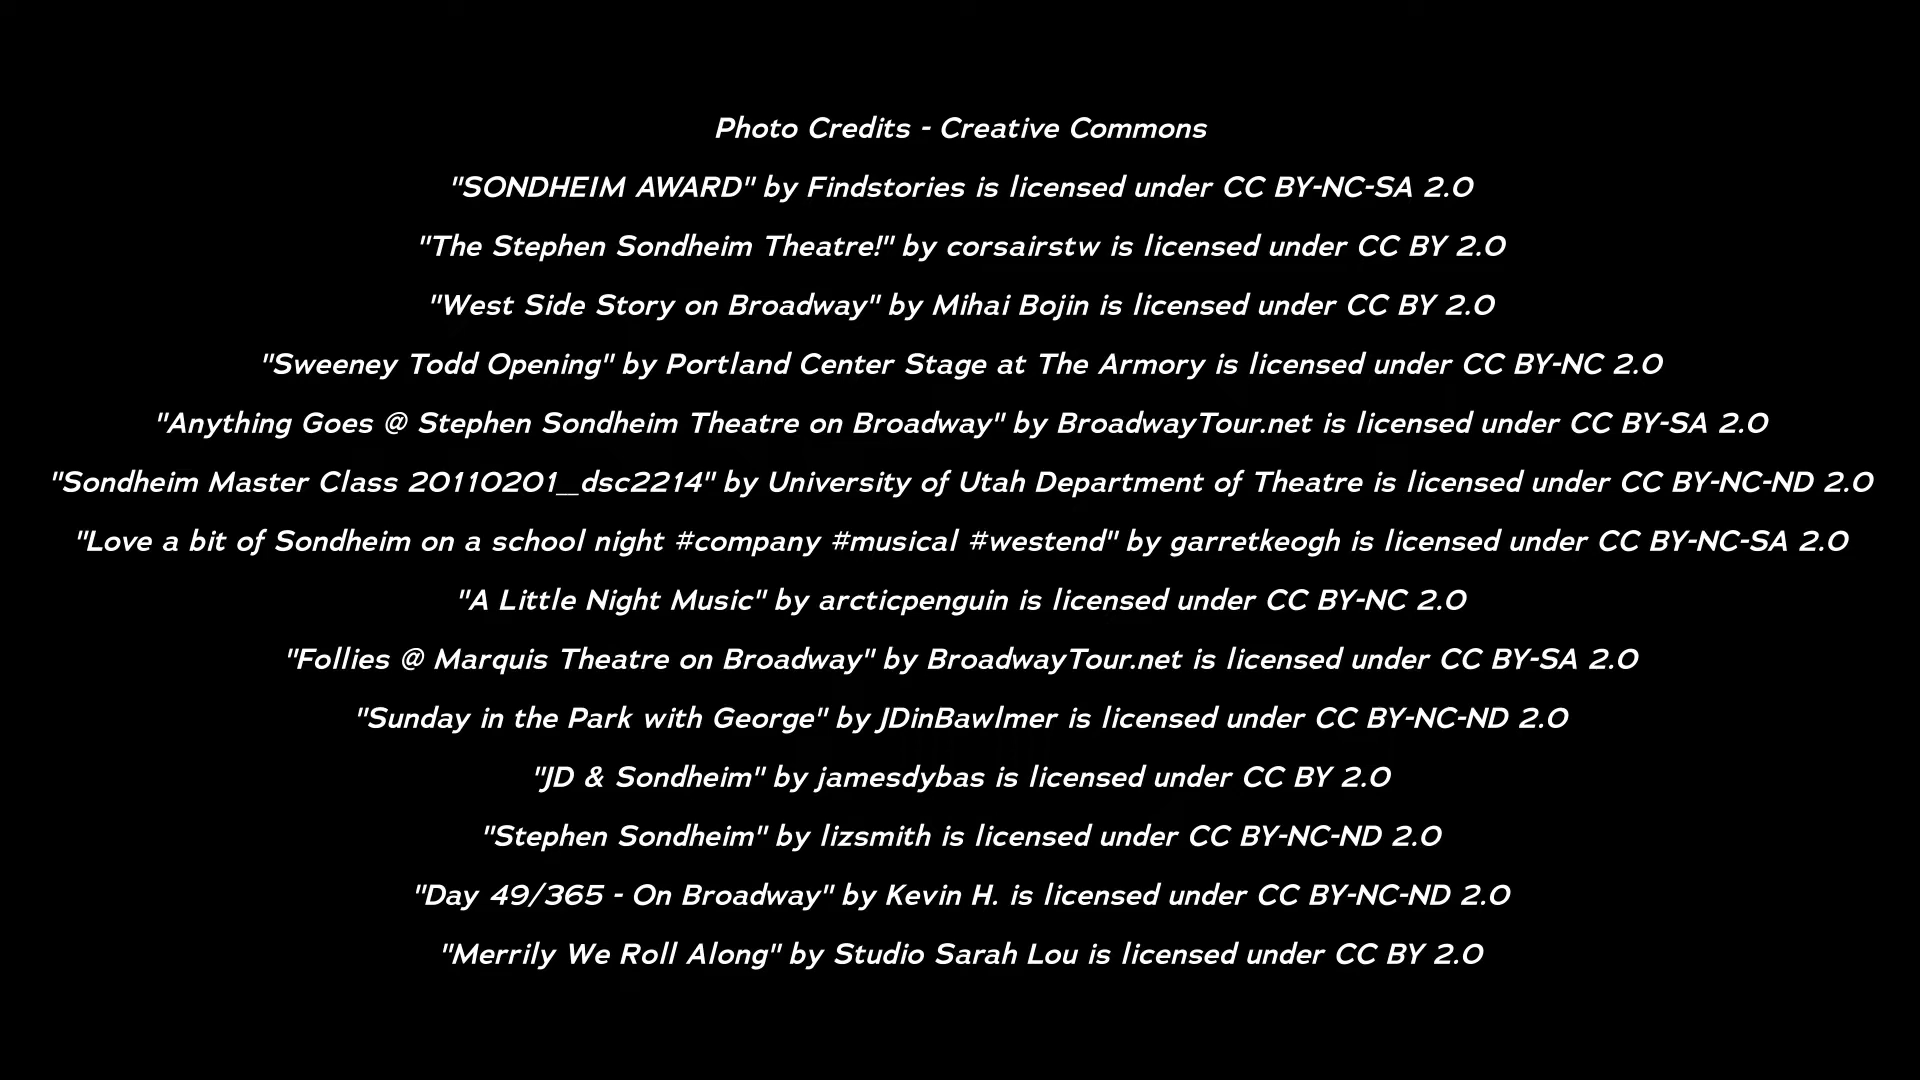 Photo Credits - Creative Commons
"SONDHEIM AWARD" by Findstories is licensed under CC BY-NC-SA 2.0
"The Stephen Sondheim Theatre!" by corsairstw is licensed under CC BY 2.0
"West Side Story on Broadway" by Mihai Bojin is licensed under CC BY 2.0
"Sweeney Todd Opening" by Portland Center Stage at The Armory is licensed under CC BY-NC 2.0
"Anything Goes @ Stephen Sondheim Theatre on Broadway" by BroadwayTour.net is licensed under CC BY-SA 2.0
"Sondheim Master Class 20110201__dsc2214" by University of Utah Department of Theatre is licensed under CC BY-NC-ND 2.0
"Love a bit of Sondheim on a school night #company #musical #westend" by garretkeogh is licensed under CC BY-NC-SA 2.0
"A Little Night Music" by arcticpenguin is licensed under CC BY-NC 2.0
"Follies @ Marquis Theatre on Broadway" by BroadwayTour.net is licensed under CC BY-SA 2.0
"Sunday in the Park with George" by JDinBawlmer is licensed under CC BY-NC-ND 2.0
"JD & Sondheim" by jamesdybas is licensed under CC BY 2.0
"Stephen Sondheim" by lizsmith is licensed under CC BY-NC-ND 2.0
"Day 49/365 - On Broadway" by Kevin H. is licensed under CC BY-NC-ND 2.0
"Merrily We Roll Along" by Studio Sarah Lou is licensed under CC BY 2.0